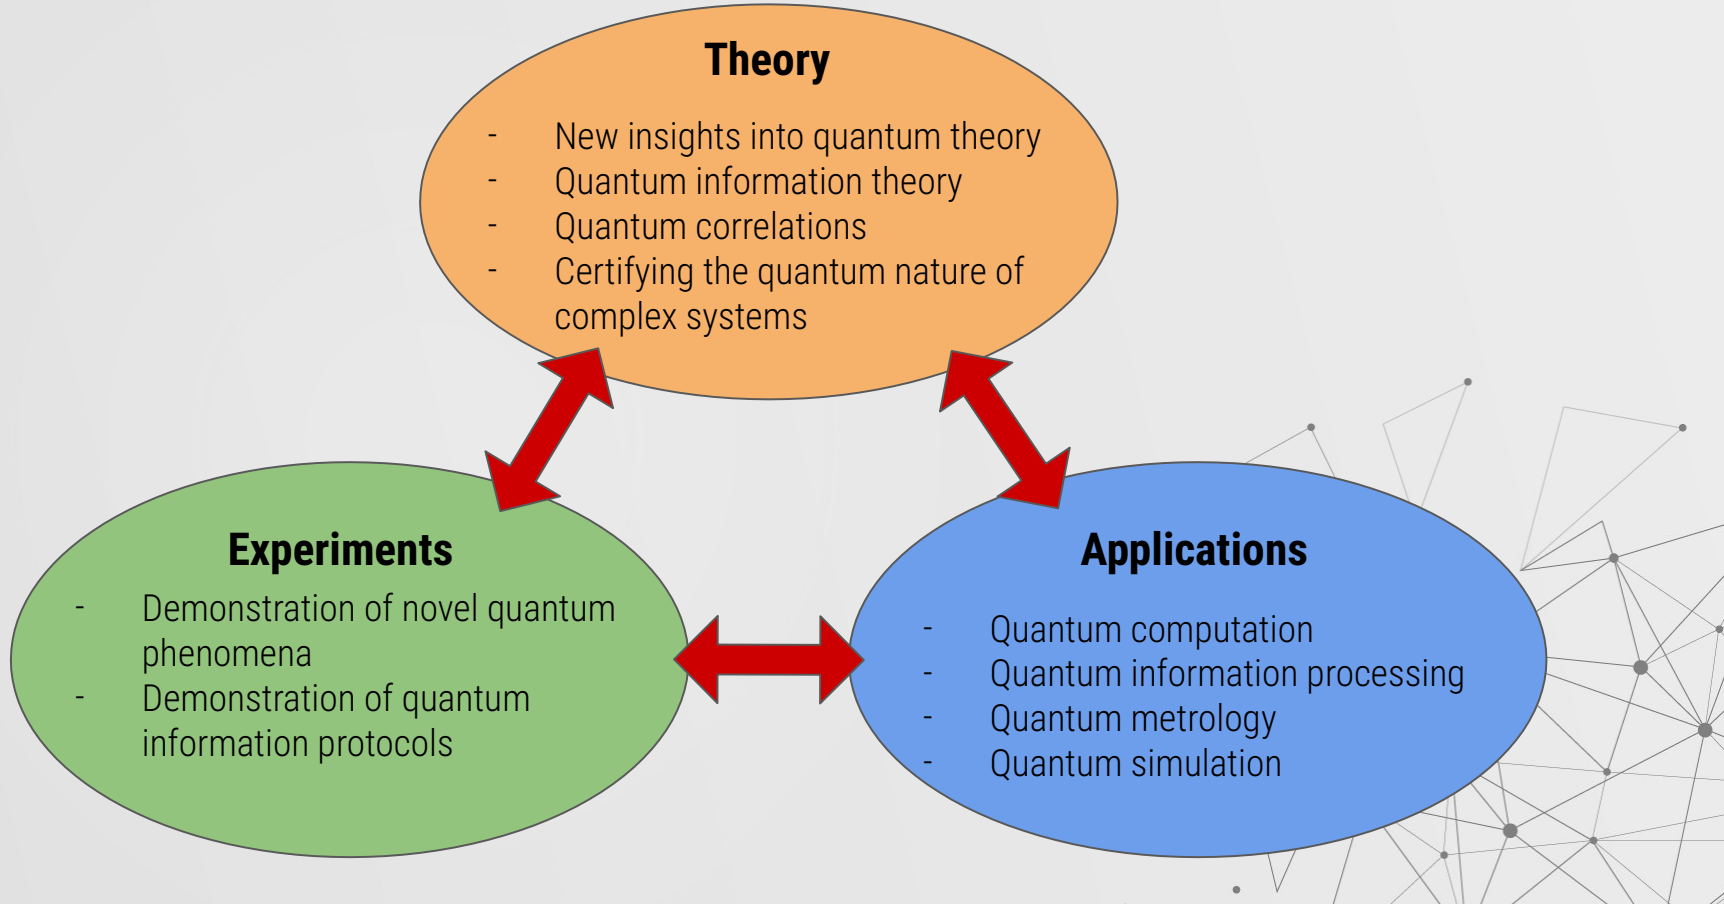 Theory
- New insights into quantum theory
- Quantum information theory
- Quantum correlations
- Certifying the quantum nature of
complex systems
Experiments
- Demonstration of novel quantum
phenomena
- Demonstration of quantum
information protocols
Applications
- Quantum computation
- Quantum information processing
- Quantum metrology
- Quantum simulation